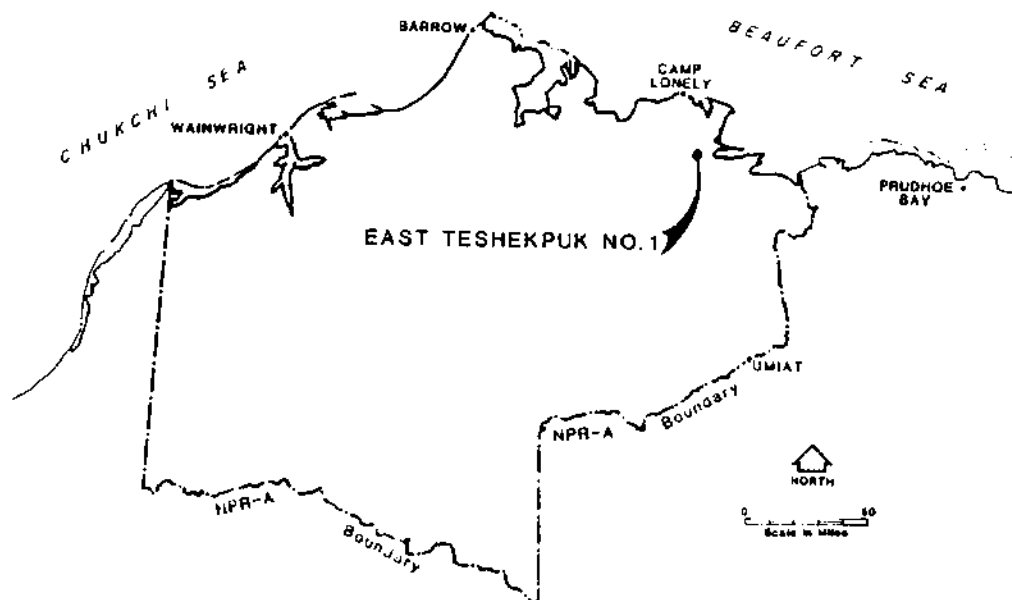 BEAUFORT SEA
BARROW
CAMP
LONELY
CHUKCHI SEA
WAINWRIGHT
PRUDHOE
BAY
EAST TESHEKPUK NO.1
UMIAT
NPR-A Boundary
NORTH
NPR-A Boundary
0
Scale in Miles